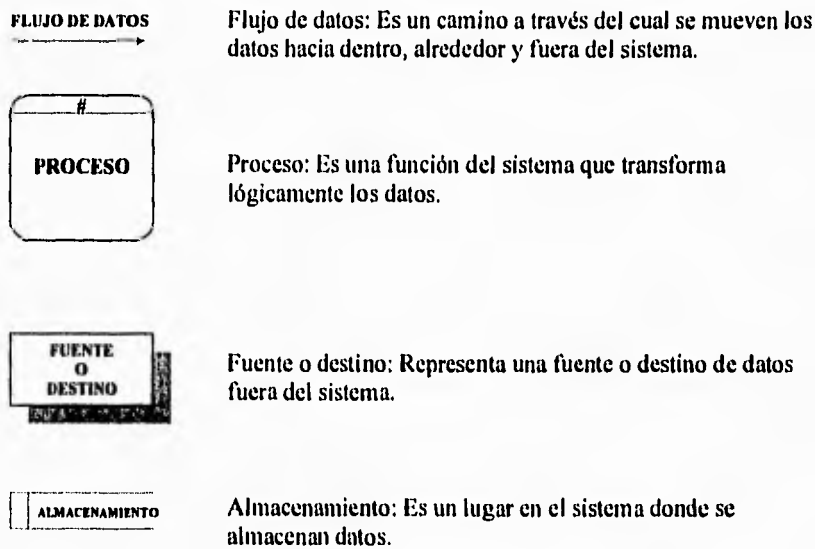 FLUJO DE DATOS
Flujo de datos: Es un camino a través del cual se mueven los
datos hacia dentro, alrededor y fuera del sistema.
#
PROCESO
Proceso: Es una función del sistema que transforma
lógicamente los datos.
FUENTE
O
DESTINO
Fuente o destino: Representa una fuente o destino de datos
fuera del sistema.
ALMACENAMIENTO
Almacenamiento: Es un lugar en el sistema donde se
almacenan datos.